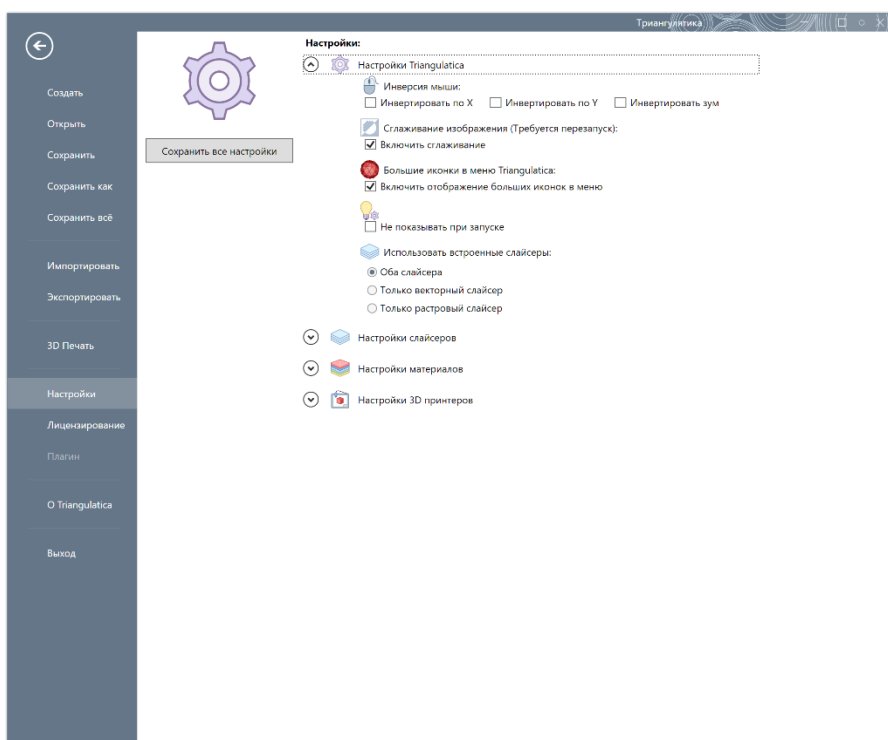 Триангулятика
Создать
Открыть
Сохранить
Сохранить как
Сохранить всё
Импортировать
Экспортировать
3D Печать
Настройки
Лицензирование
Плагин
О Triangulatica
Выход
Сохранить все настройки
Настройки:
Настройки Triangulatica
Инверсия мыши:
Инвертировать по X Инвертировать по Y Инвертировать зум
Сглаживание изображения (Требуется перезапуск):
Включить сглаживание
Большие иконки в меню Triangulatica:
Включить отображение больших иконок в меню
Не показывать при запуске
Использовать встроенные слайсеры:
Оба слайсера
Только векторный слайсер
Только растровый слайсер
Настройки слайсеров
Настройки материалов
Настройки 3D принтеров